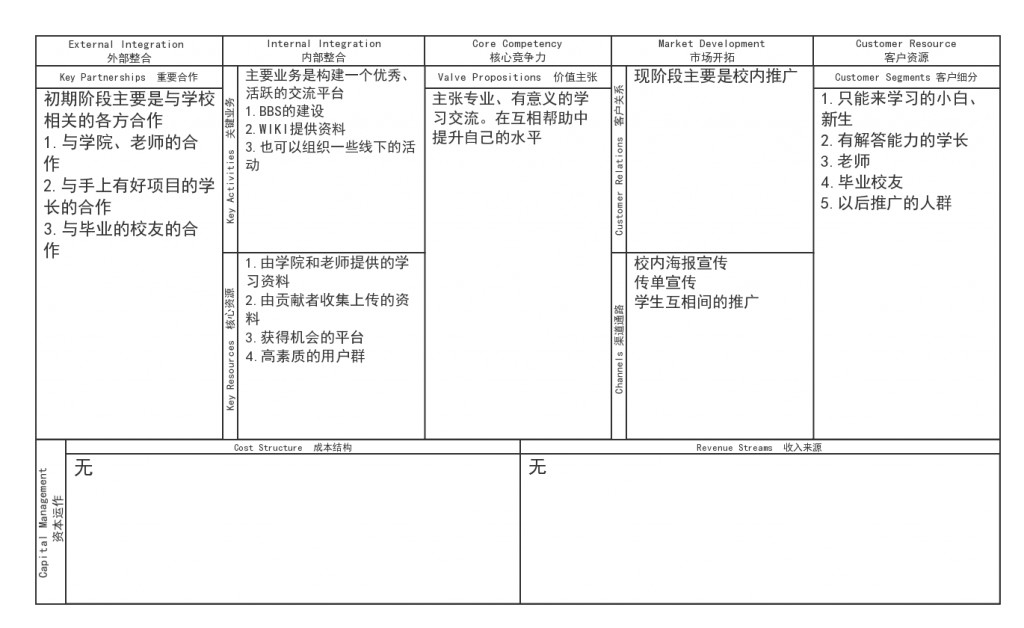 External Integration
外部整合
Internal Integration
内部整合
Core Competency
核心竞争力
Market Development
市场开拓
Customer Resource
客户资源
Key Partnerships 重要合作
初期阶段主要是与学校
相关的各方合作
1. 与学院、老师的合
作
2. 与手上有好项目的学
长的合作
3. 与毕业的校友的合
作
Key Activities 关键业务
主要业务是构建一个优秀、
活跃的交流平台
1. BBS的建设
2. WIKI提供资料
3. 也可以组织一些线下的活
动
Key Resources 核心资源
1. 由学院和老师提供的学
习资料
2. 由贡献者收集上传的资
料
3. 获得机会的平台
4. 高素质的用户群
Valve Propositions 价值主张
主张专业、有意义的学
习交流。在互相帮助中
提升自己的水平
Customer Relations 客户关系
现阶段主要是校内推广
Channels 渠道通路
校内海报宣传
传单宣传
学生互相间的推广
Customer Segments 客户细分
1. 只能来学习的小白、
新生
2. 有解答能力的学长
3. 老师
4. 毕业校友
5. 以后推广的人群
Capital Management
资本运作
Cost Structure 成本结构
无
Revenue Streams 收入来源
无